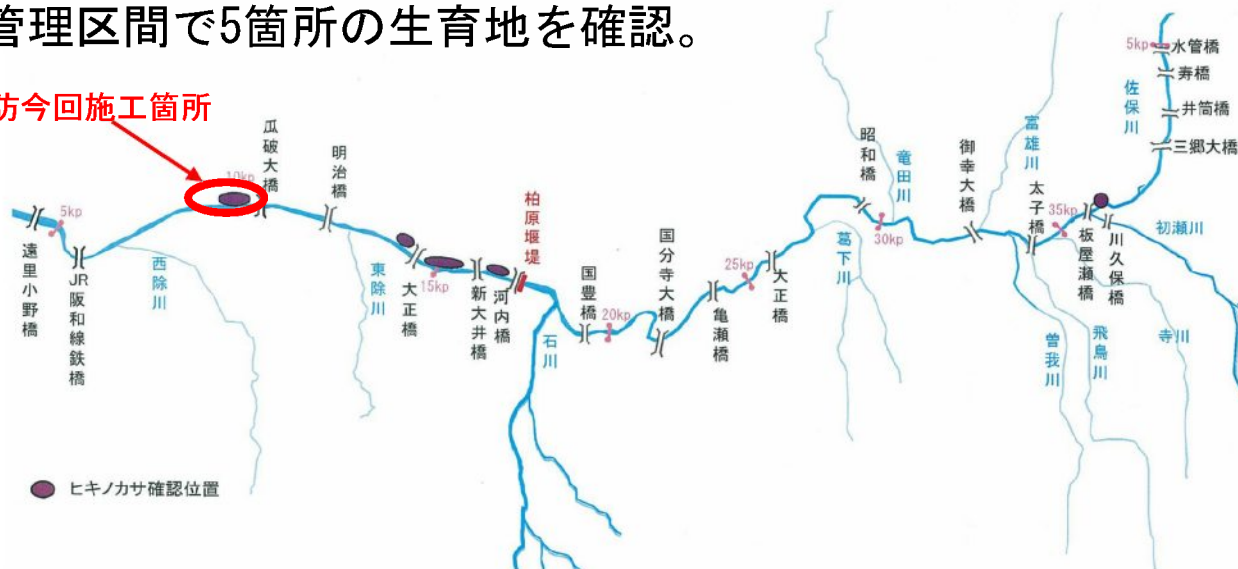 管理区間で5箇所の生育地を確認。
防今回施工箇所
10kp
瓜破大橋
明治橋
柏原堰堤
昭和橋
竜田川
御幸大橋
富雄川
太子橋
35kp
佐保川
5kp
水管橋
寿橋
井筒橋
三郷大橋
5kp
遠里小野橋
JR阪和線鉄橋
西除川
東除川
大正橋
15kp
新大井橋
河内橋
石川
国豊橋
20kp
国分寺大橋
亀瀬橋
25kp
大正橋
葛下川
30kp
曽我川
飛鳥川
板屋瀬橋
川久保橋
初瀬川
寺川
ヒキノカサ確認位置